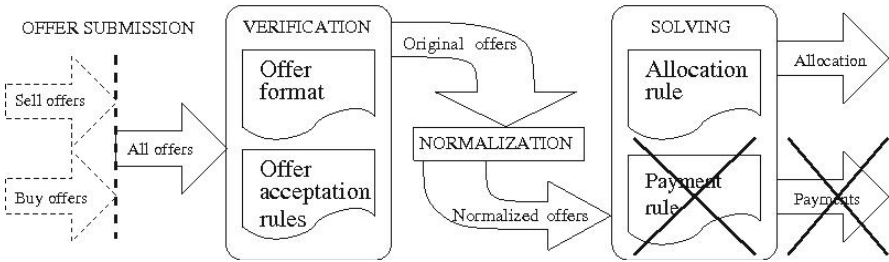 OFFER SUBMISSION
Sell offers
Buy offers
All offers
VERIFICATION
Offer
format
Offer
acceptation
rules
Original offers
NORMALIZATION
Normalized offers
SOLVING
Allocation
rule
Payment
rule
Allocation
Payments